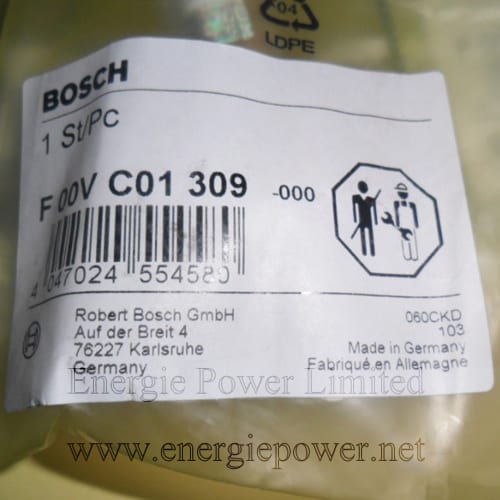 04
LDPE
BOSCH
1 St/Pc
F 00V C01 309 -000
4 047024 554580
Robert Bosch GmbH
Auf der Breit 4
76227 Karlsruhe
Germany
060CKD
103
Made in Germany
Fabriqué en Allemagne
Energie Power Limited
www.energiepower.net